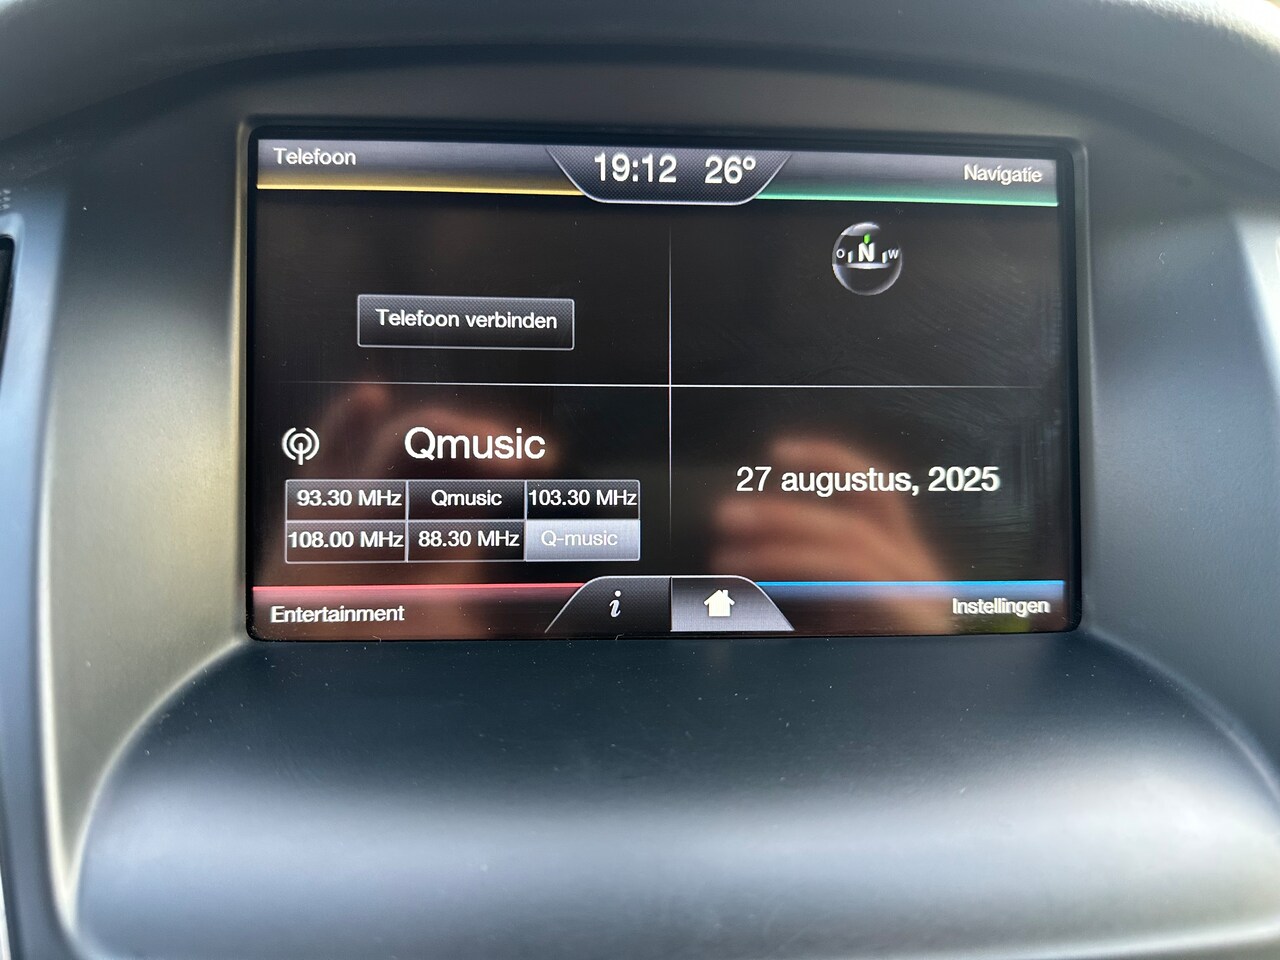 Telefoon
19:12 26°
Navigatie
O N W
Telefoon verbinden
Qmusic
93.30 MHz Qmusic 103.30 MHz
108.00 MHz 88.30 MHz Q-music
27 augustus, 2025
Entertainment
i
Instellingen